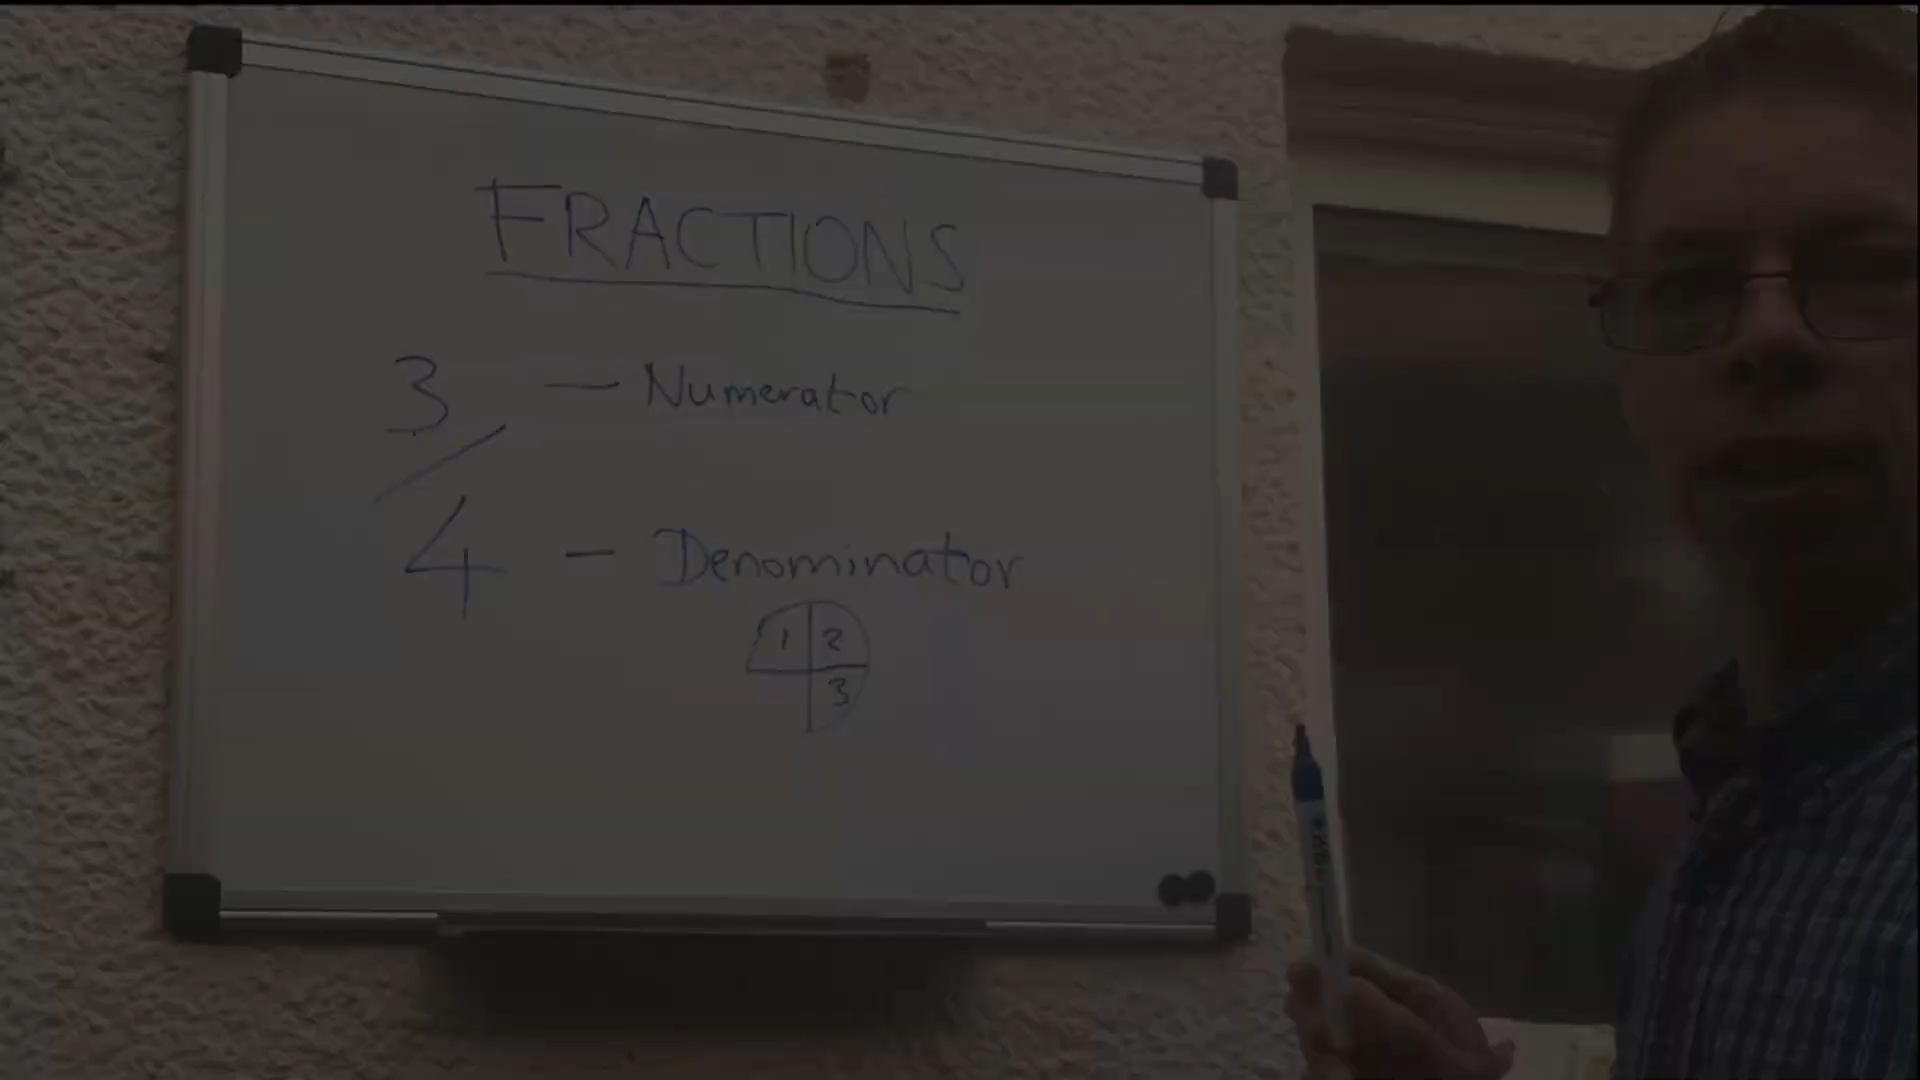 FRACTIONS
3 — Numerator
/
4 — Denominator
1 2
3